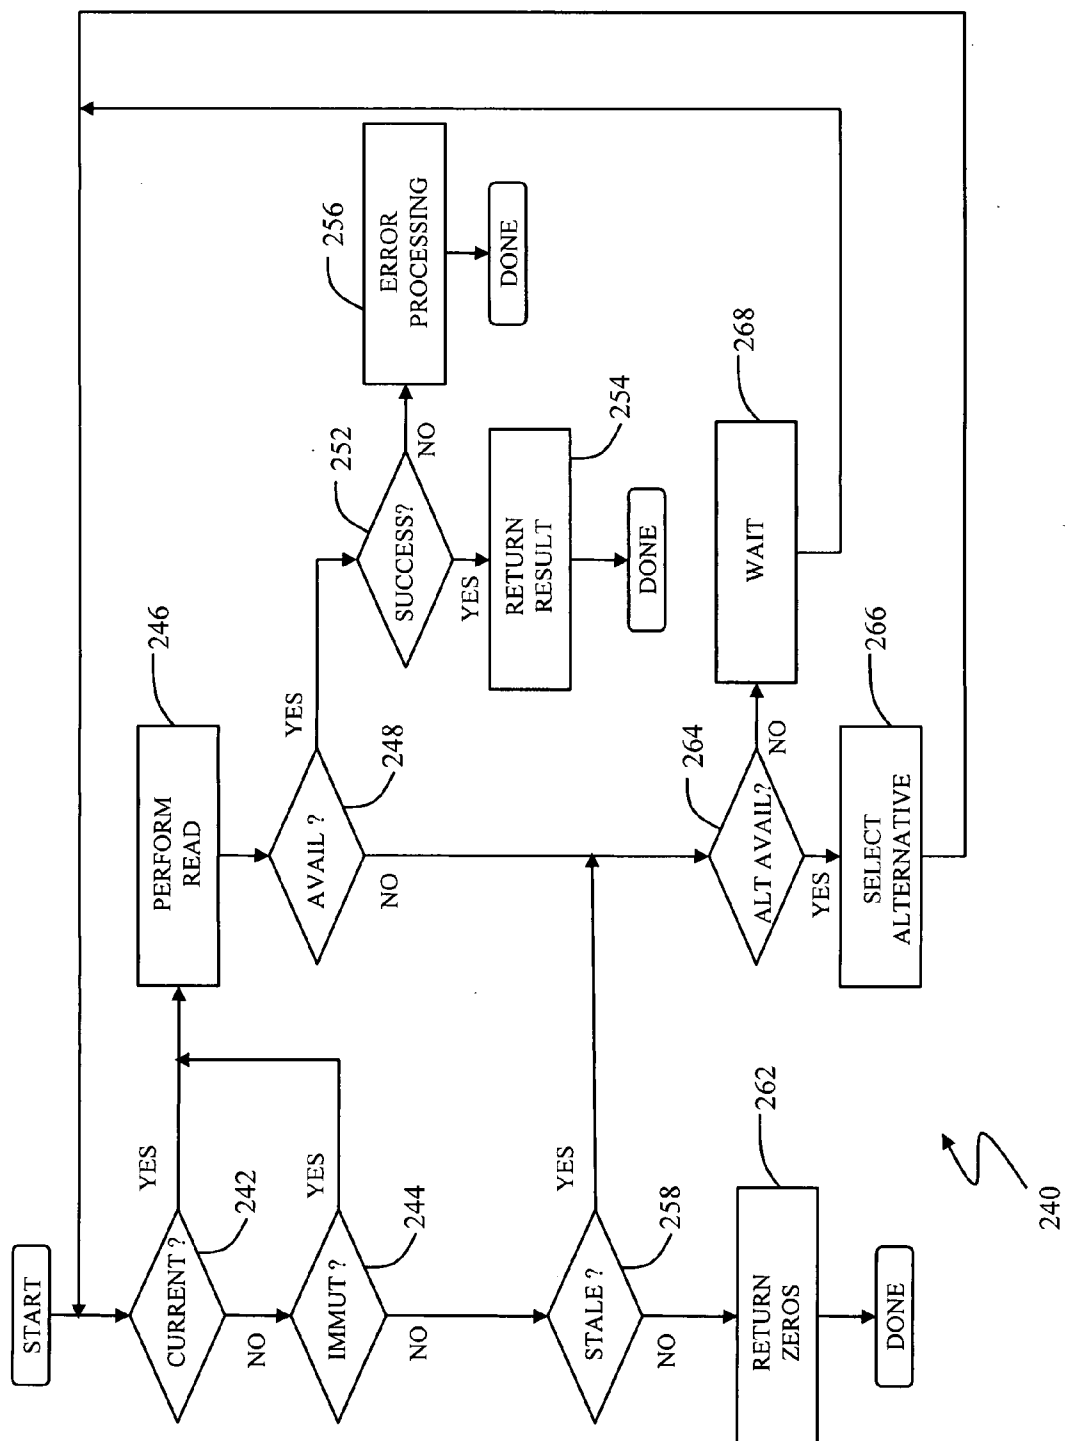 START
CURRENT ?
242
YES
NO
IMMUT ?
244
YES
NO
STALE ?
258
YES
NO
RETURN
ZEROS
262
DONE
240
PERFORM
READ
246
AVAIL ?
248
YES
NO
ALT AVAIL?
264
NO
YES
SELECT
ALTERNATIVE
266
SUCCESS?
252
NO
YES
RETURN
RESULT
254
DONE
WAIT
268
ERROR
PROCESSING
256
DONE